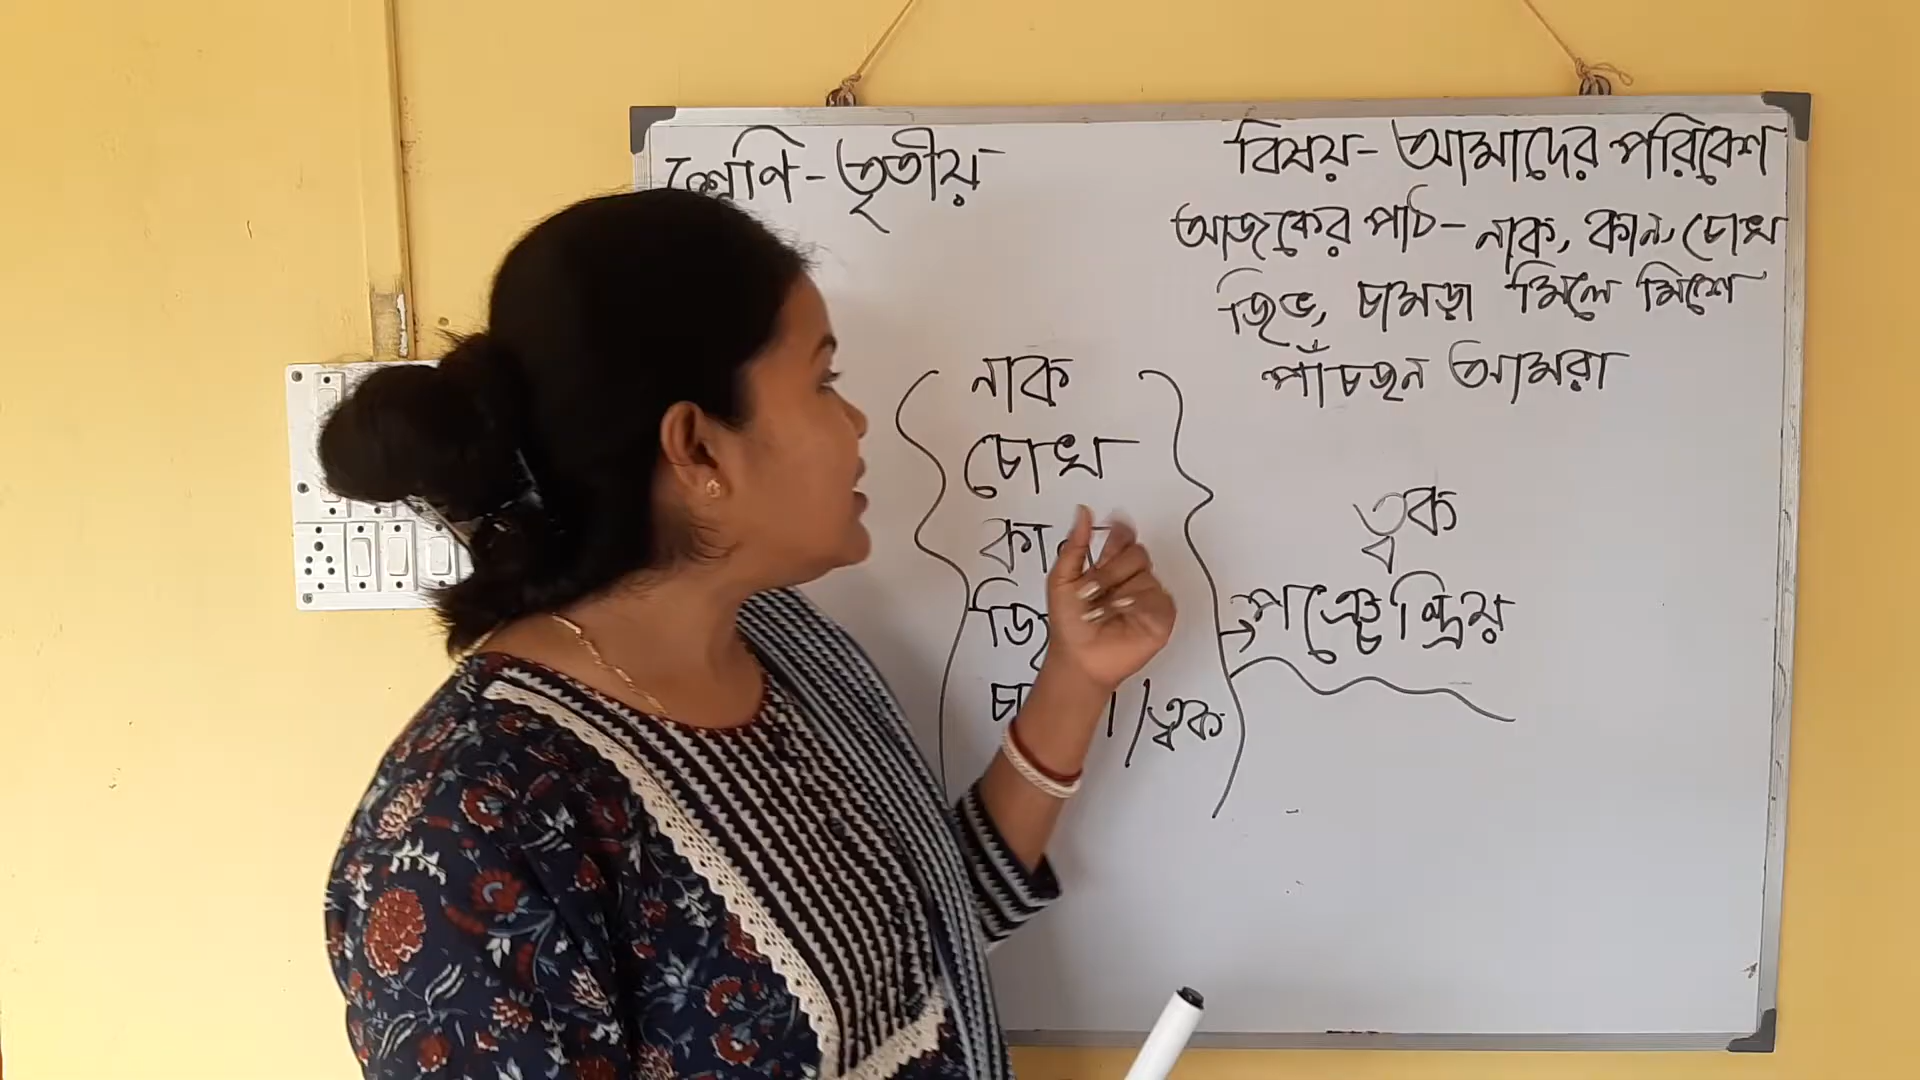 শ্রেণি - তৃতীয়
বিষয় - আমাদের পরিবেশ
আজকের পাঠ - নাক, কান, চোখ
জিভ, চামড়া মিলে মিশে
পাঁচজন আমরা
নাক
চোখ
কান
/ত্বক
ত্বক
→ পঞ্চেন্দ্রিয়